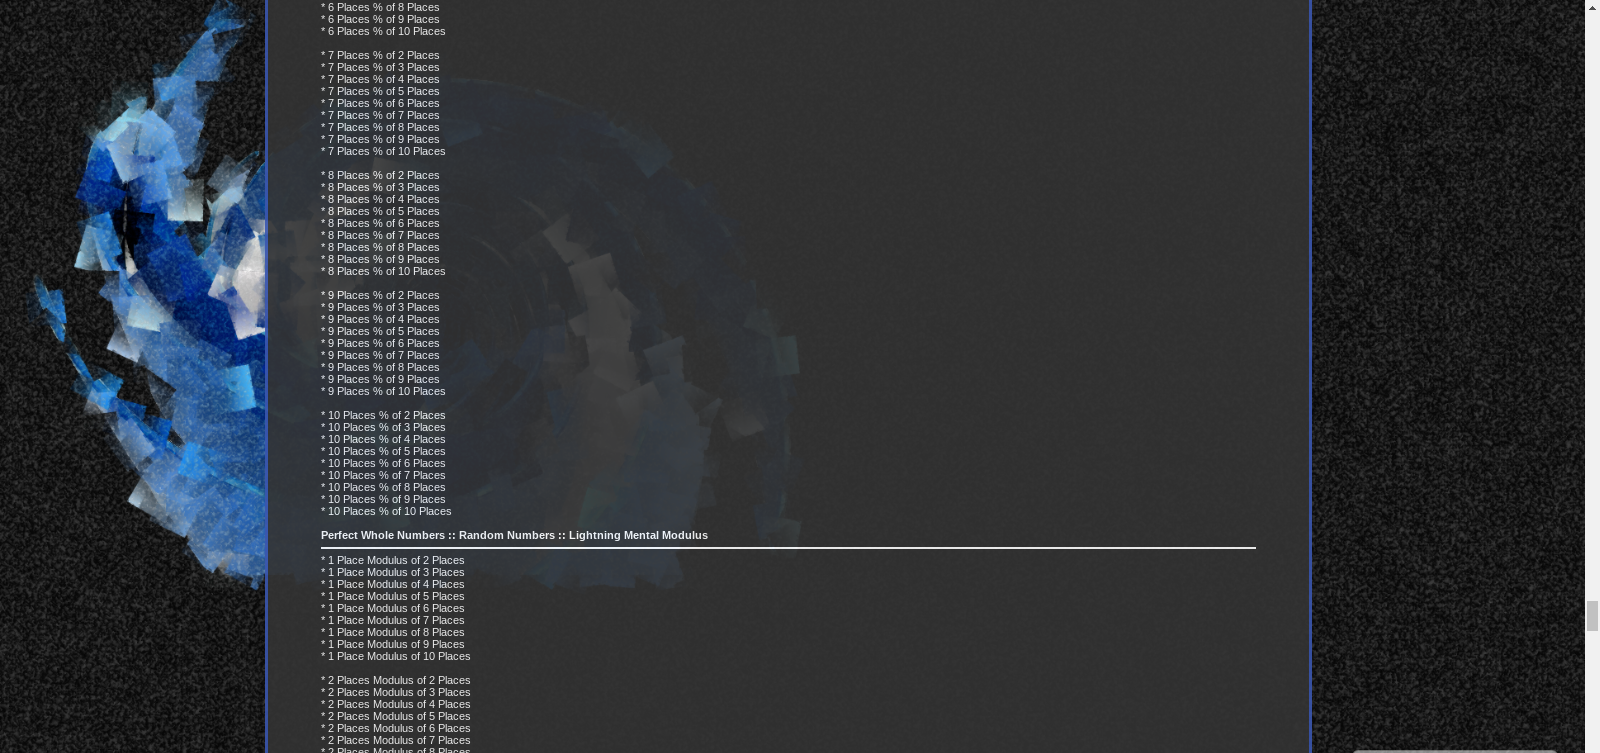 * 6 Places % of 8 Places
* 6 Places % of 9 Places
* 6 Places % of 10 Places
* 7 Places % of 2 Places
* 7 Places % of 3 Places
* 7 Places % of 4 Places
* 7 Places % of 5 Places
* 7 Places % of 6 Places
* 7 Places % of 7 Places
* 7 Places % of 8 Places
* 7 Places % of 9 Places
* 7 Places % of 10 Places
* 8 Places % of 2 Places
* 8 Places % of 3 Places
* 8 Places % of 4 Places
* 8 Places % of 5 Places
* 8 Places % of 6 Places
* 8 Places % of 7 Places
* 8 Places % of 8 Places
* 8 Places % of 9 Places
* 8 Places % of 10 Places
* 9 Places % of 2 Places
* 9 Places % of 3 Places
* 9 Places % of 4 Places
* 9 Places % of 5 Places
* 9 Places % of 6 Places
* 9 Places % of 7 Places
* 9 Places % of 8 Places
* 9 Places % of 9 Places
* 9 Places % of 10 Places
* 10 Places % of 2 Places
* 10 Places % of 3 Places
* 10 Places % of 4 Places
* 10 Places % of 5 Places
* 10 Places % of 6 Places
* 10 Places % of 7 Places
* 10 Places % of 8 Places
* 10 Places % of 9 Places
* 10 Places % of 10 Places
Perfect Whole Numbers :: Random Numbers :: Lightning Mental Modulus
* 1 Place Modulus of 2 Places
* 1 Place Modulus of 3 Places
* 1 Place Modulus of 4 Places
* 1 Place Modulus of 5 Places
* 1 Place Modulus of 6 Places
* 1 Place Modulus of 7 Places
* 1 Place Modulus of 8 Places
* 1 Place Modulus of 9 Places
* 1 Place Modulus of 10 Places
* 2 Places Modulus of 2 Places
* 2 Places Modulus of 3 Places
* 2 Places Modulus of 4 Places
* 2 Places Modulus of 5 Places
* 2 Places Modulus of 6 Places
* 2 Places Modulus of 7 Places
* 2 Places Modulus of 8 Places